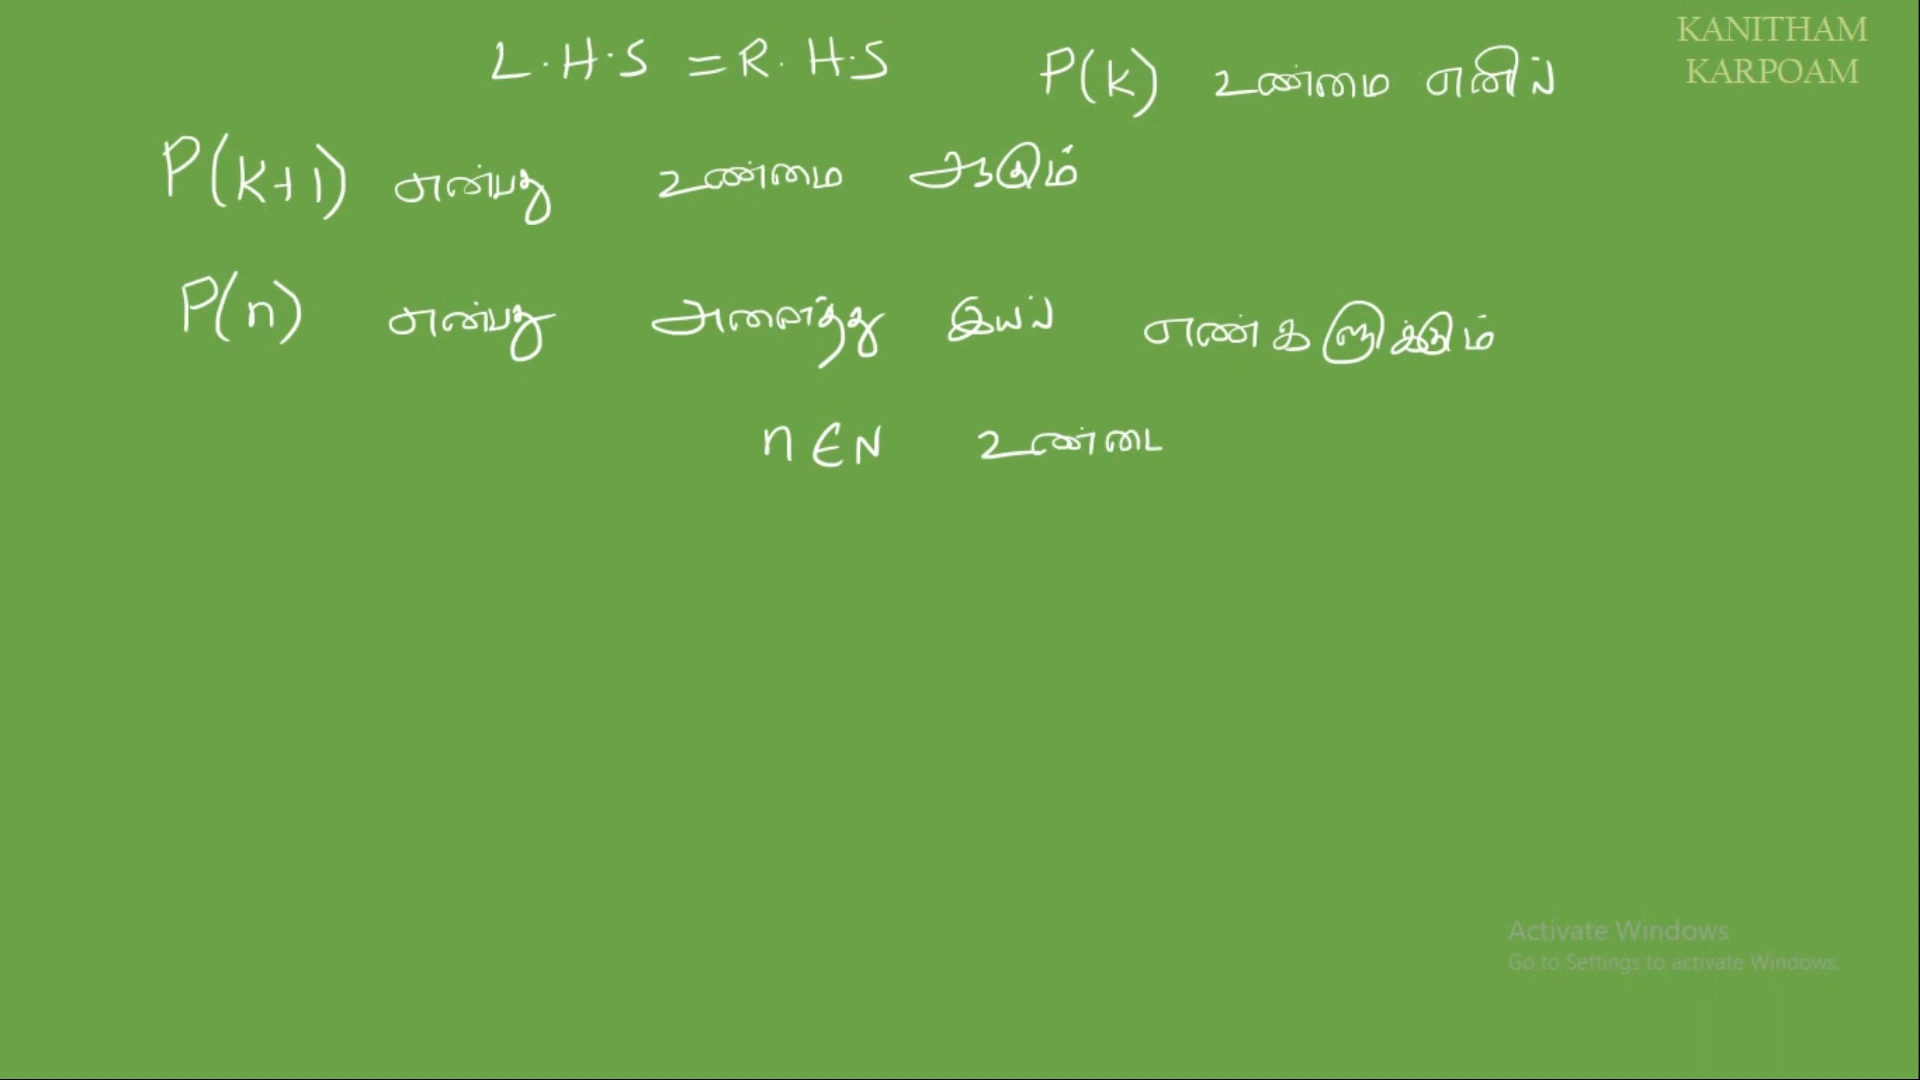 KANITHAM
KARPOAM
L.H.S = R.H.S P(k) உண்மை எனில்
P(k+1) என்பது உண்மை ஆகும்
P(n) என்பது அனைத்து இயல் எண்களுக்கும்
n ∈ N உண்மை
Activate Windows
Go to Settings to activate Windows.